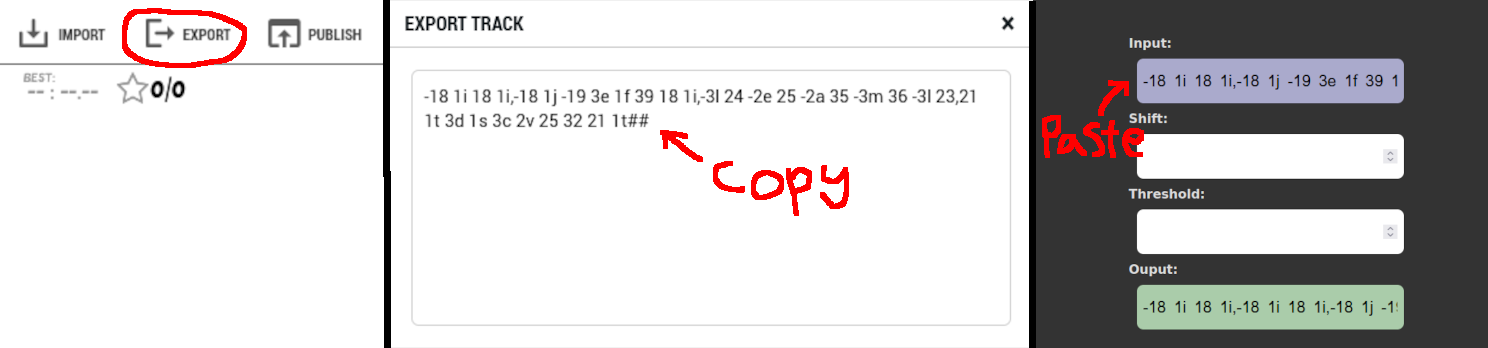 IMPORT
EXPORT
PUBLISH
BEST:
-- : --.--
0/0
EXPORT TRACK
×
-18 1i 18 1i,-18 1j -19 3e 1f 39 18 1i,-3l 24 -2e 25 -2a 35 -3m 36 -3l 23,21
1t 3d 1s 3c 2v 25 32 21 1t##
copy
Input:
-18 1i 18 1i,-18 1j -19 3e 1f 39 1
Paste
Shift:
Threshold:
Ouput:
-18 1i 18 1i,-18 1i 18 1i,-18 1j -19